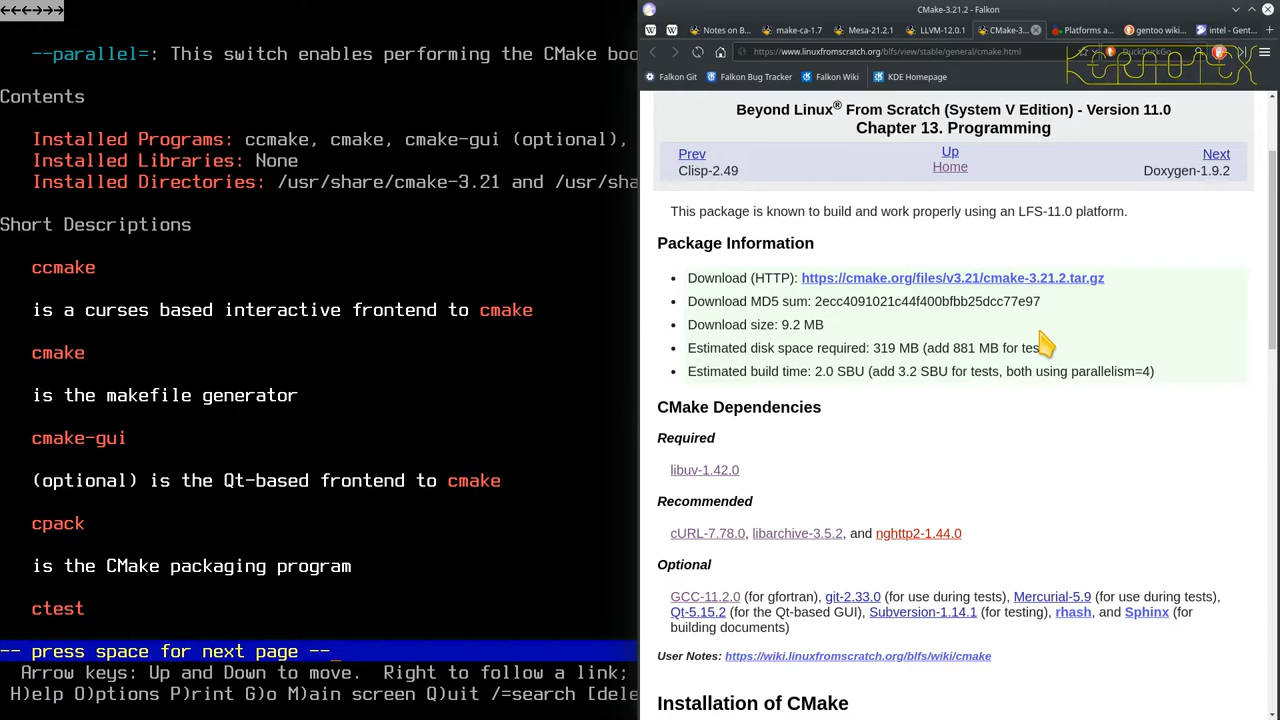 ←←←→→→
--parallel=: This switch enables performing the CMake boo
Contents
Installed Programs: ccmake, cmake, cmake-gui (optional),
Installed Libraries: None
Installed Directories: /usr/share/cmake-3.21 and /usr/sha
Short Descriptions
ccmake
is a curses based interactive frontend to cmake
cmake
is the makefile generator
cmake-gui
(optional) is the Qt-based frontend to cmake
cpack
is the CMake packaging program
ctest
-- press space for next page --
Arrow keys: Up and Down to move. Right to follow a link;
H)elp O)ptions P)rint G)o M)ain screen Q)uit /=search [dele
CMake-3.21.2 - Falkon
Notes on B...
make-ca-1.7
Mesa-21.2.1
LLVM-12.0.1
CMake-3...
Platforms a...
gentoo wiki...
intel - Gent...
https://www.linuxfromscratch.org/blfs/view/stable/general/cmake.html
DuckDuckGo
Falkon Git
Falkon Bug Tracker
Falkon Wiki
KDE Homepage
Beyond Linux® From Scratch (System V Edition) - Version 11.0
Chapter 13. Programming
Prev
Up
Next
Clisp-2.49
Home
Doxygen-1.9.2
This package is known to build and work properly using an LFS-11.0 platform.
Package Information
• Download (HTTP): https://cmake.org/files/v3.21/cmake-3.21.2.tar.gz
• Download MD5 sum: 2ecc4091021c44f400bfbb25dcc77e97
• Download size: 9.2 MB
• Estimated disk space required: 319 MB (add 881 MB for tes
• Estimated build time: 2.0 SBU (add 3.2 SBU for tests, both using parallelism=4)
CMake Dependencies
Required
libuv-1.42.0
Recommended
cURL-7.78.0, libarchive-3.5.2, and nghttp2-1.44.0
Optional
GCC-11.2.0 (for gfortran), git-2.33.0 (for use during tests), Mercurial-5.9 (for use during tests),
Qt-5.15.2 (for the Qt-based GUI), Subversion-1.14.1 (for testing), rhash, and Sphinx (for
building documents)
User Notes: https://wiki.linuxfromscratch.org/blfs/wiki/cmake
Installation of CMake